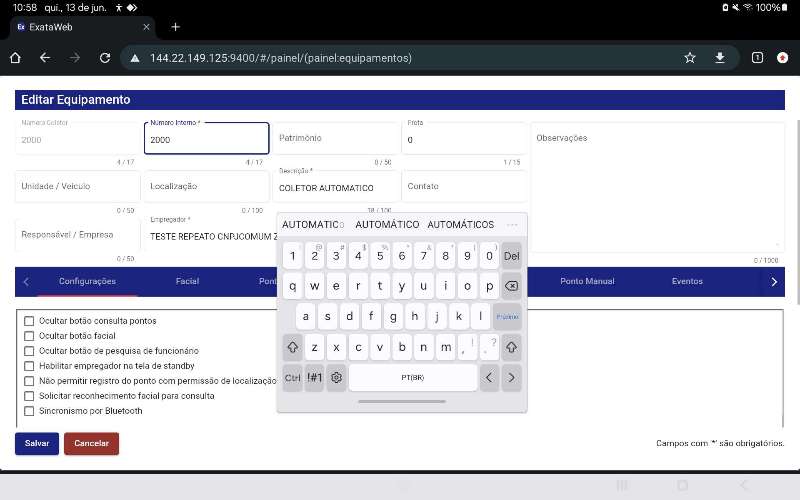 10:58 qui., 13 de jun.
100%
Ex ExataWeb
144.22.149.125:9400/#/painel/(painel:equipamentos)
1
Editar Equipamento
Número Coletor
2000
4 / 17
Número Interno *
2000
4 / 17
Patrimônio
0 / 50
Frota
0
1 / 15
Observações
0 / 1000
Unidade / Veículo
0 / 50
Localização
0 / 100
Descrição *
COLETOR AUTOMATICO
18 / 100
Contato
Responsável / Empresa
0 / 50
Empregador *
TESTE REPEATO CNPJCOMUM
AUTOMATICO AUTOMÁTICO AUTOMÁTICOS ...
1 2 3 4 5 6 7 8 9 0 Del
@ # $ % & ( )
q w e r t y u i o p
a s d f g h j k l Próximo
z x c v b n m , ! . ?
Ctrl !#1 PT(BR)
Configurações Facial Pont Ponto Manual Eventos
Ocultar botão consulta pontos
Ocultar botão facial
Ocultar botão de pesquisa de funcionário
Habilitar empregador na tela de standby
Não permitir registro do ponto com permissão de localização
Solicitar reconhecimento facial para consulta
Sincronismo por Bluetooth
Salvar Cancelar
Campos com '*' são obrigatórios.